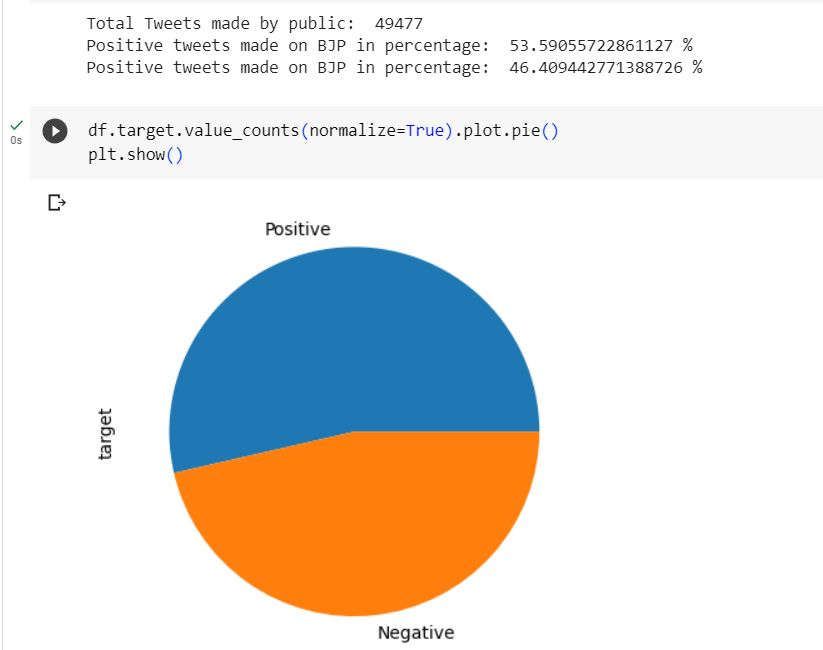 Total Tweets made by public:  49477
Positive tweets made on BJP in percentage:  53.59055722861127 %
Positive tweets made on BJP in percentage:  46.409442771388726 %
0s
df.target.value_counts(normalize=True).plot.pie()
plt.show()
Positive
target
Negative